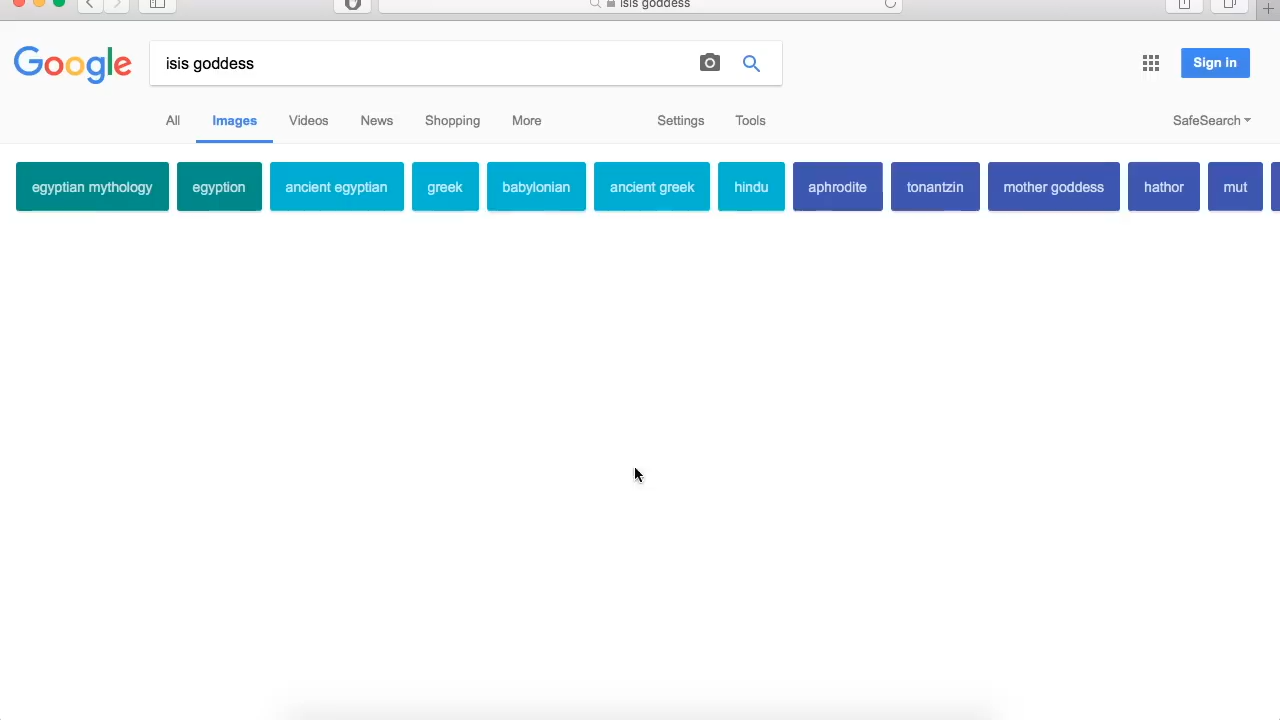 isis goddess
Google
isis goddess
Sign in
All Images Videos News Shopping More Settings Tools SafeSearch
egyptian mythology egyption ancient egyptian greek babylonian ancient greek hindu aphrodite tonantzin mother goddess hathor mut